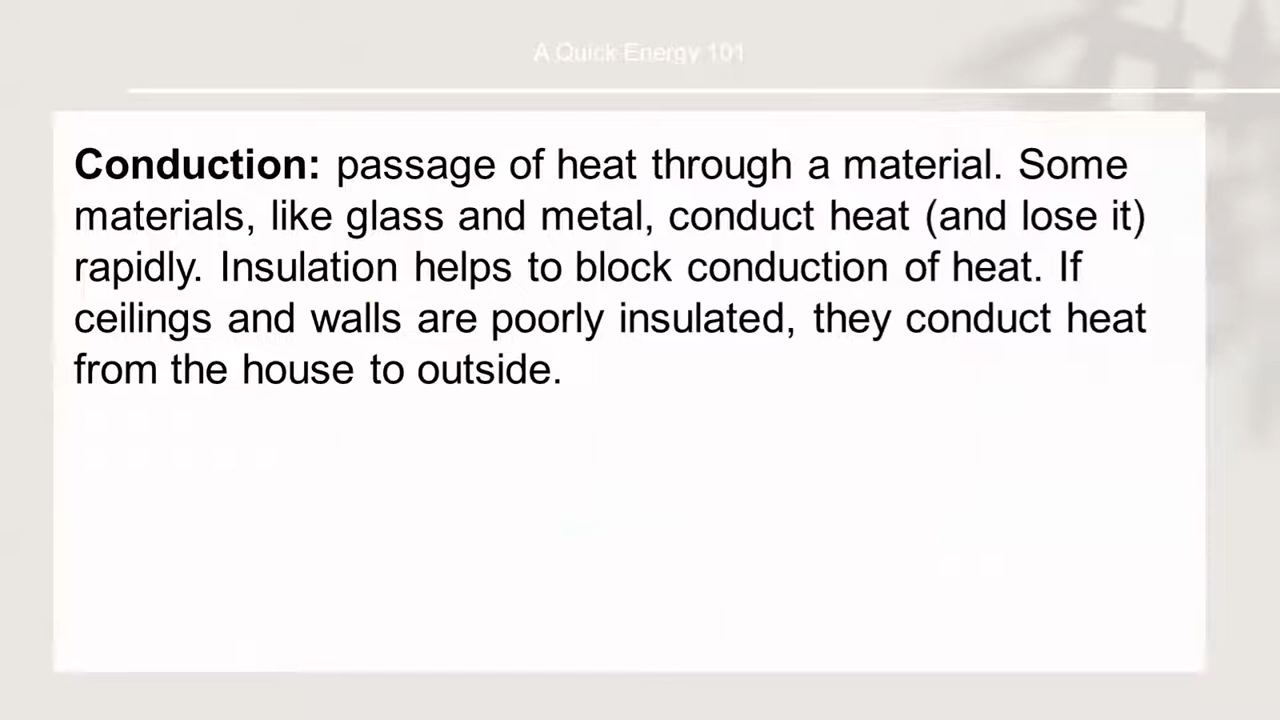 A Quick Energy 101
Conduction: passage of heat through a material. Some
materials, like glass and metal, conduct heat (and lose it)
rapidly. Insulation helps to block conduction of heat. If
ceilings and walls are poorly insulated, they conduct heat
from the house to outside.